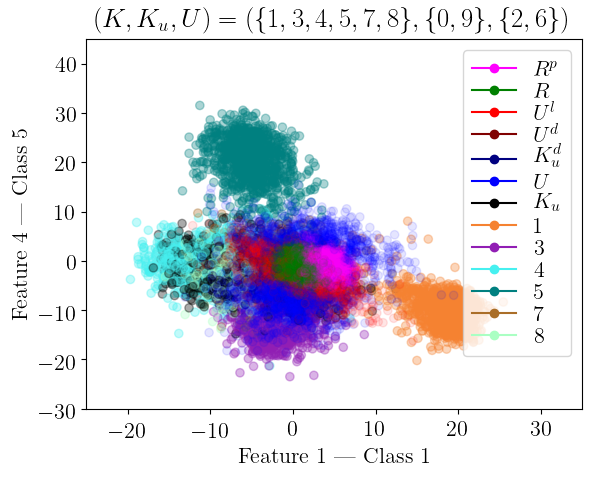 (K, K_u, U) = ({1, 3, 4, 5, 7, 8}, {0, 9}, {2, 6})
Feature 4 — Class 5
40
30
20
10
0
−10
−20
−30
−20
−10
0
10
20
30
Feature 1 — Class 1
R^p
R
U^l
U^d
K_u^d
U
K_u
1
3
4
5
7
8